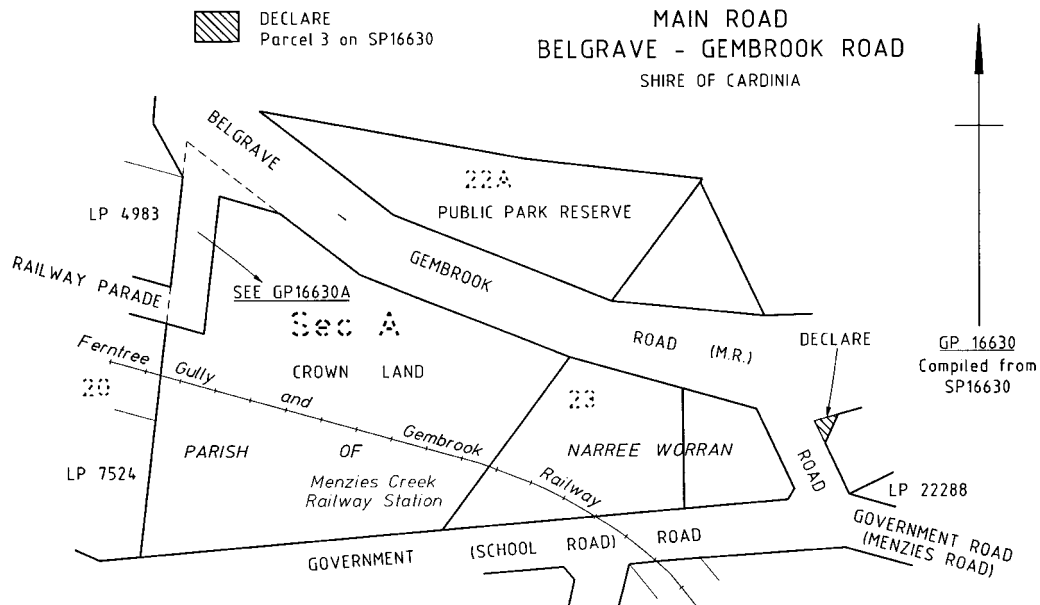 DECLARE
Parcel 3 on SP16630
MAIN ROAD
BELGRAVE - GEMBROOK ROAD
SHIRE OF CARDINIA
BELGRAVE
22A
PUBLIC PARK RESERVE
LP 4983
GEMBROOK
RAILWAY PARADE
SEE GP16630A
Sec A
ROAD (M.R.)
DECLARE
GP 16630
Compiled from
SP16630
Ferntree Gully and Gembrook Railway
20
CROWN LAND
23
PARISH OF NARREE WORRAN
LP 7524
Menzies Creek
Railway Station
ROAD
LP 22288
GOVERNMENT (SCHOOL ROAD) ROAD
GOVERNMENT ROAD
(MENZIES ROAD)